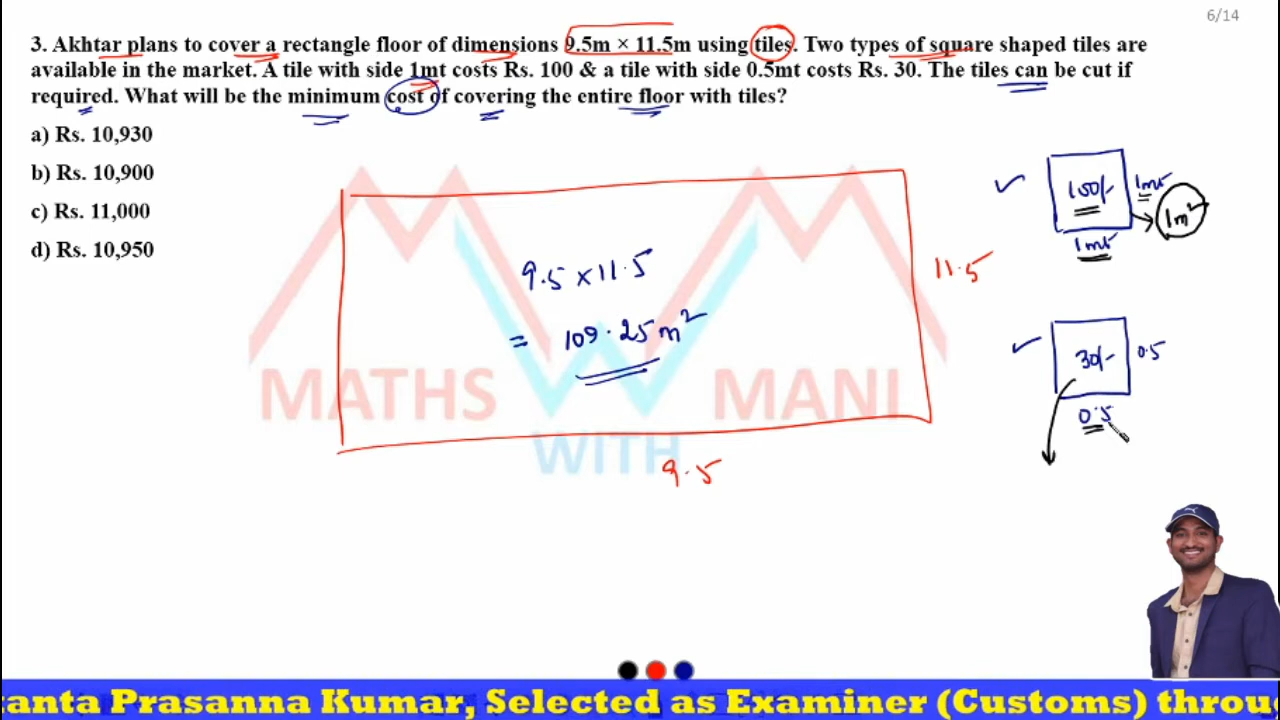 6/14
3. Akhtar plans to cover a rectangle floor of dimensions 9.5m × 11.5m using tiles. Two types of square shaped tiles are
available in the market. A tile with side 1mt costs Rs. 100 & a tile with side 0.5mt costs Rs. 30. The tiles can be cut if
required. What will be the minimum cost of covering the entire floor with tiles?
a) Rs. 10,930
b) Rs. 10,900
c) Rs. 11,000
d) Rs. 10,950
100/-
1mt
1m²
1mt
9.5 × 11.5
11.5
= 109.25 m²
30/-
0.5
0.5
MATHS
MANI
WITH
9.5
kanta Prasanna Kumar, Selected as Examiner (Customs) throu